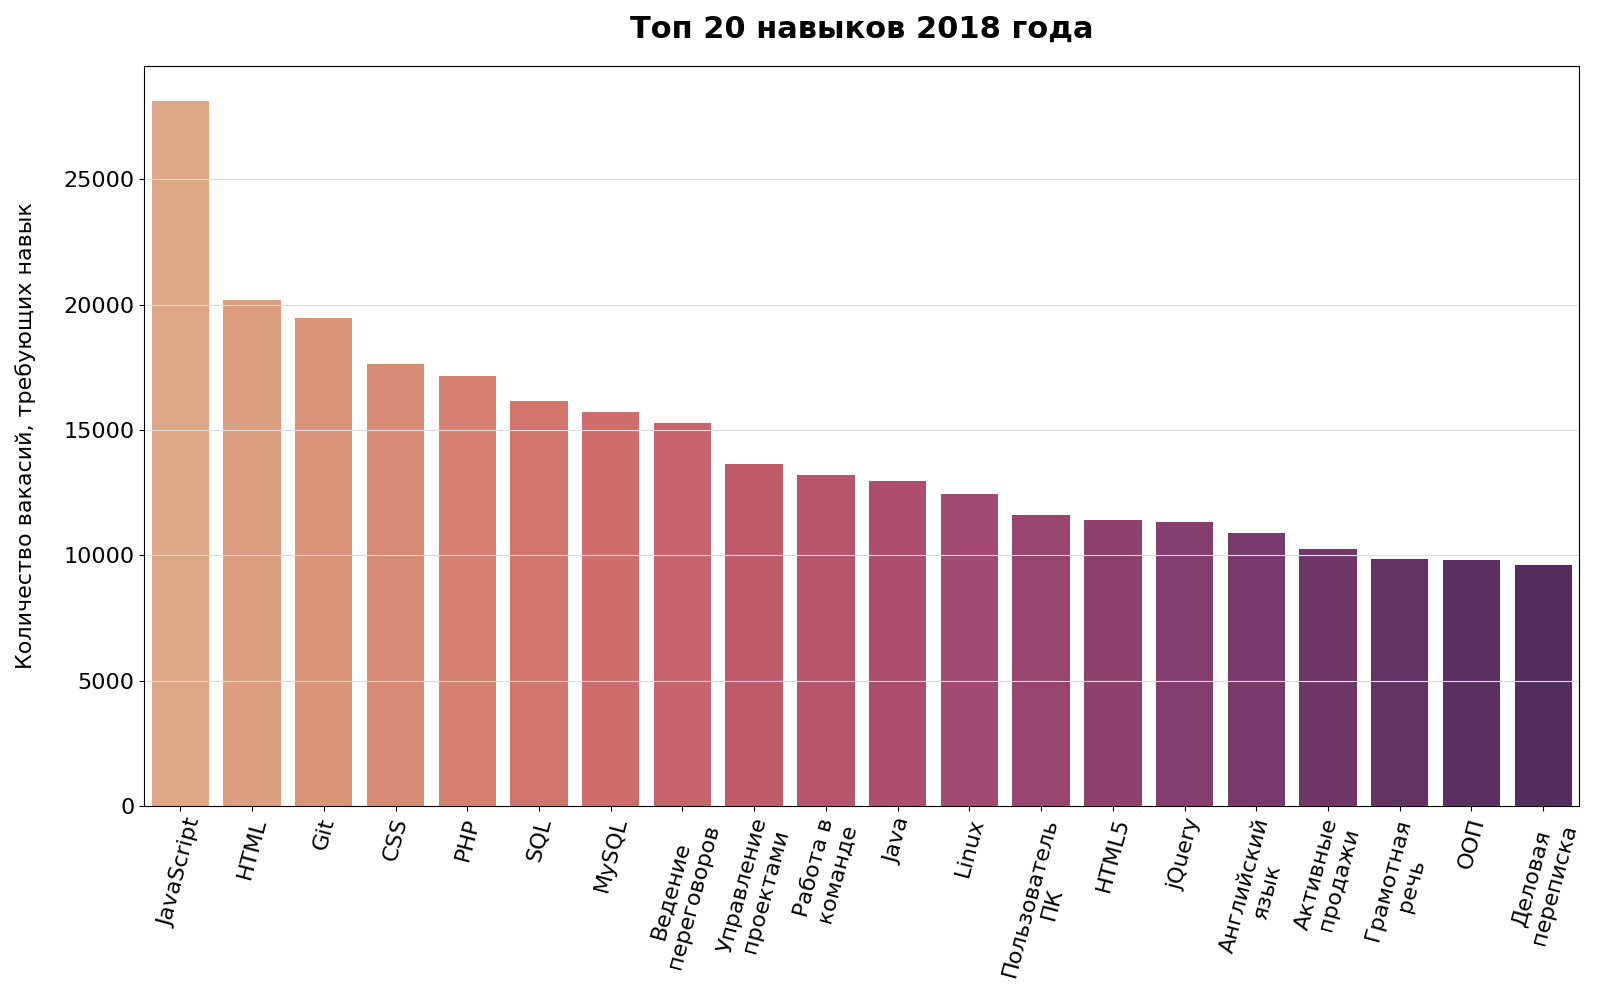 Топ 20 навыков 2018 года
Количество вакасий, требующих навык
25000
20000
15000
10000
5000
0
JavaScript
HTML
Git
CSS
PHP
SQL
MySQL
Ведение
переговоров
Управление
проектами
Работа в
команде
Java
Linux
Пользователь
ПК
HTML5
jQuery
Английский
язык
Активные
продажи
Грамотная
речь
ООП
Деловая
переписка